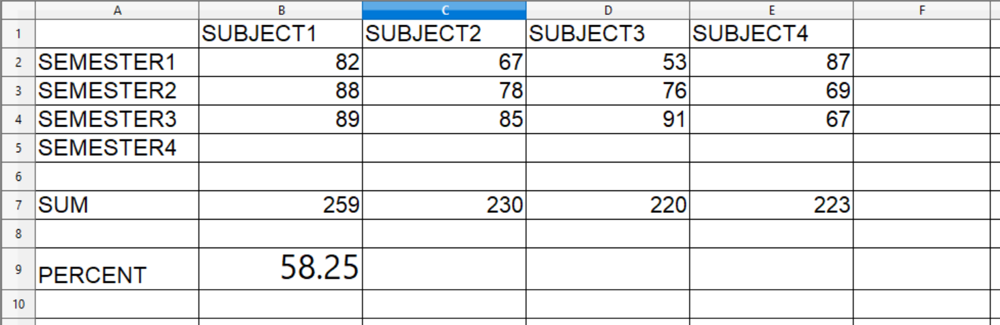 A B C D E F
1 SUBJECT1 SUBJECT2 SUBJECT3 SUBJECT4
2 SEMESTER1 82 67 53 87
3 SEMESTER2 88 78 76 69
4 SEMESTER3 89 85 91 67
5 SEMESTER4
6
7 SUM 259 230 220 223
8
9 PERCENT 58.25
10